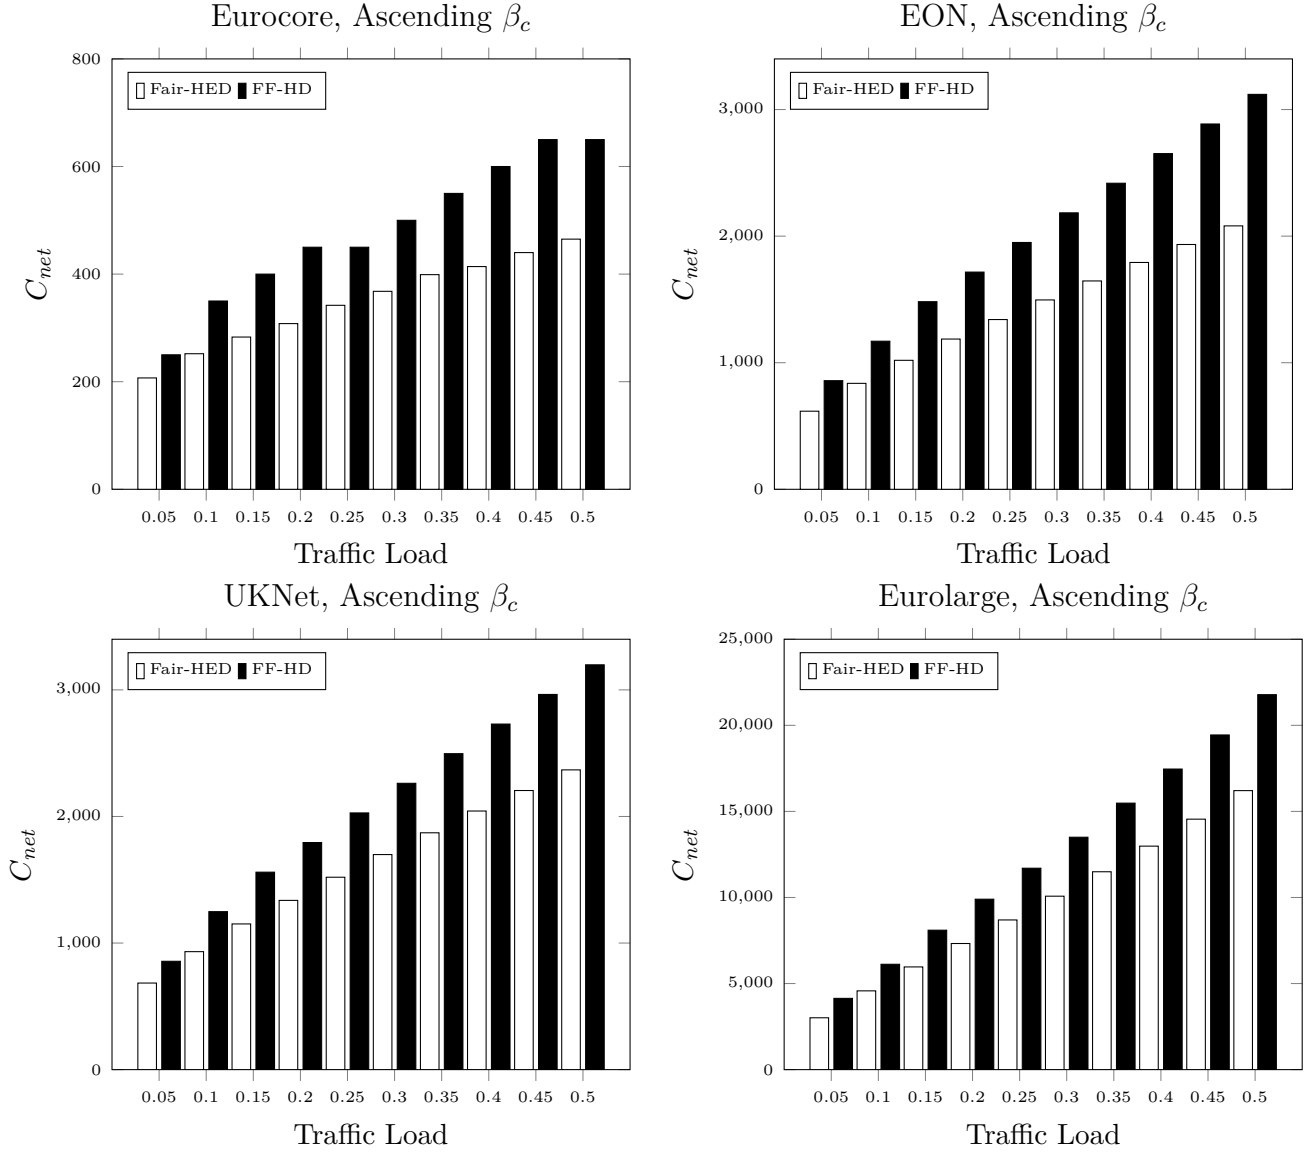 Eurocore, Ascending βc
800
600
400
200
0
Cnet
Fair-HED FF-HD
0.05 0.1 0.15 0.2 0.25 0.3 0.35 0.4 0.45 0.5
Traffic Load
EON, Ascending βc
3,000
2,000
1,000
0
Cnet
Fair-HED FF-HD
0.05 0.1 0.15 0.2 0.25 0.3 0.35 0.4 0.45 0.5
Traffic Load
UKNet, Ascending βc
3,000
2,000
1,000
0
Cnet
Fair-HED FF-HD
0.05 0.1 0.15 0.2 0.25 0.3 0.35 0.4 0.45 0.5
Traffic Load
Eurolarge, Ascending βc
25,000
20,000
15,000
10,000
5,000
0
Cnet
Fair-HED FF-HD
0.05 0.1 0.15 0.2 0.25 0.3 0.35 0.4 0.45 0.5
Traffic Load